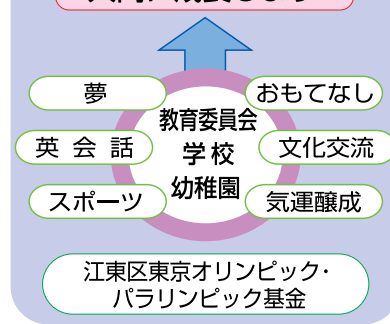 夢
おもてなし
教育委員会
英会話
学校
文化交流
幼稚園
スポーツ
気運醸成
江東区東京オリンピック・
パラリンピック基金